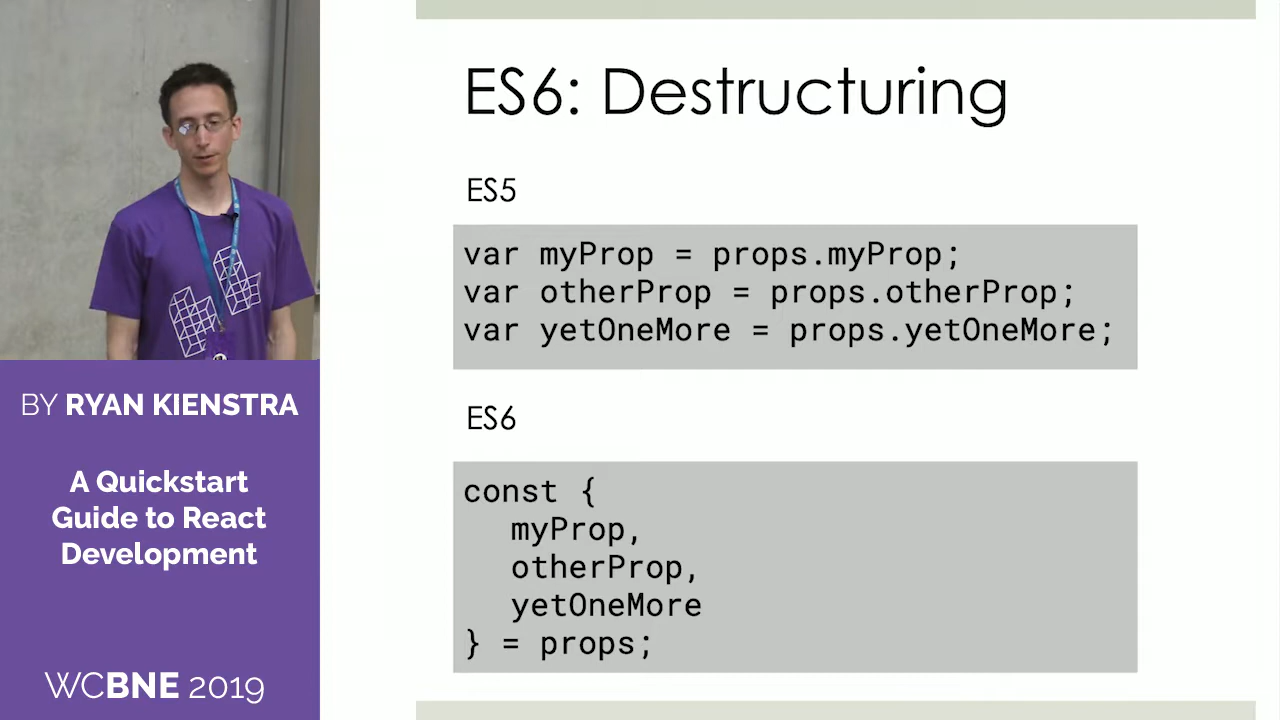 ES6: Destructuring
ES5
var myProp = props.myProp;
var otherProp = props.otherProp;
var yetOneMore = props.yetOneMore;
ES6
const {
myProp,
otherProp,
yetOneMore
} = props;
BY RYAN KIENSTRA
A Quickstart
Guide to React
Development
WCBNE 2019